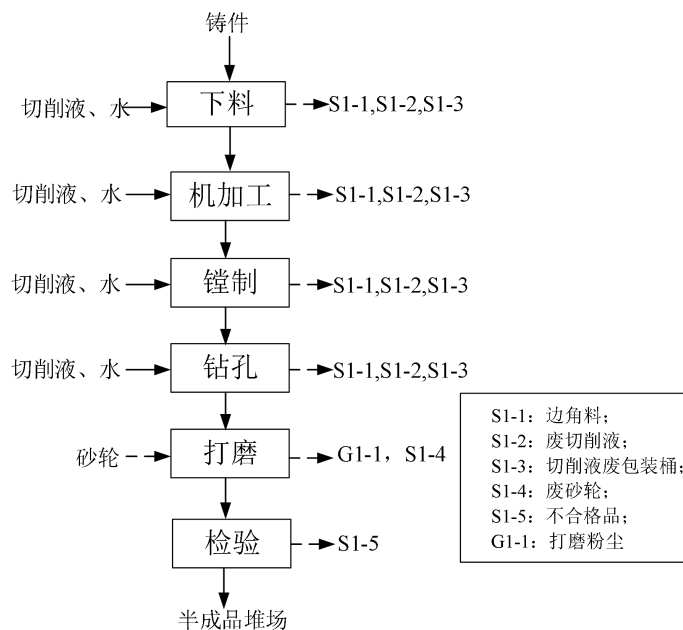 铸件
切削液、水
下料
S1-1,S1-2,S1-3
切削液、水
机加工
S1-1,S1-2,S1-3
切削液、水
镗制
S1-1,S1-2,S1-3
切削液、水
钻孔
S1-1,S1-2,S1-3
砂轮
打磨
G1-1，S1-4
检验
S1-5
半成品堆场
S1-1：边角料；
S1-2：废切削液；
S1-3：切削液废包装桶；
S1-4：废砂轮；
S1-5：不合格品；
G1-1：打磨粉尘